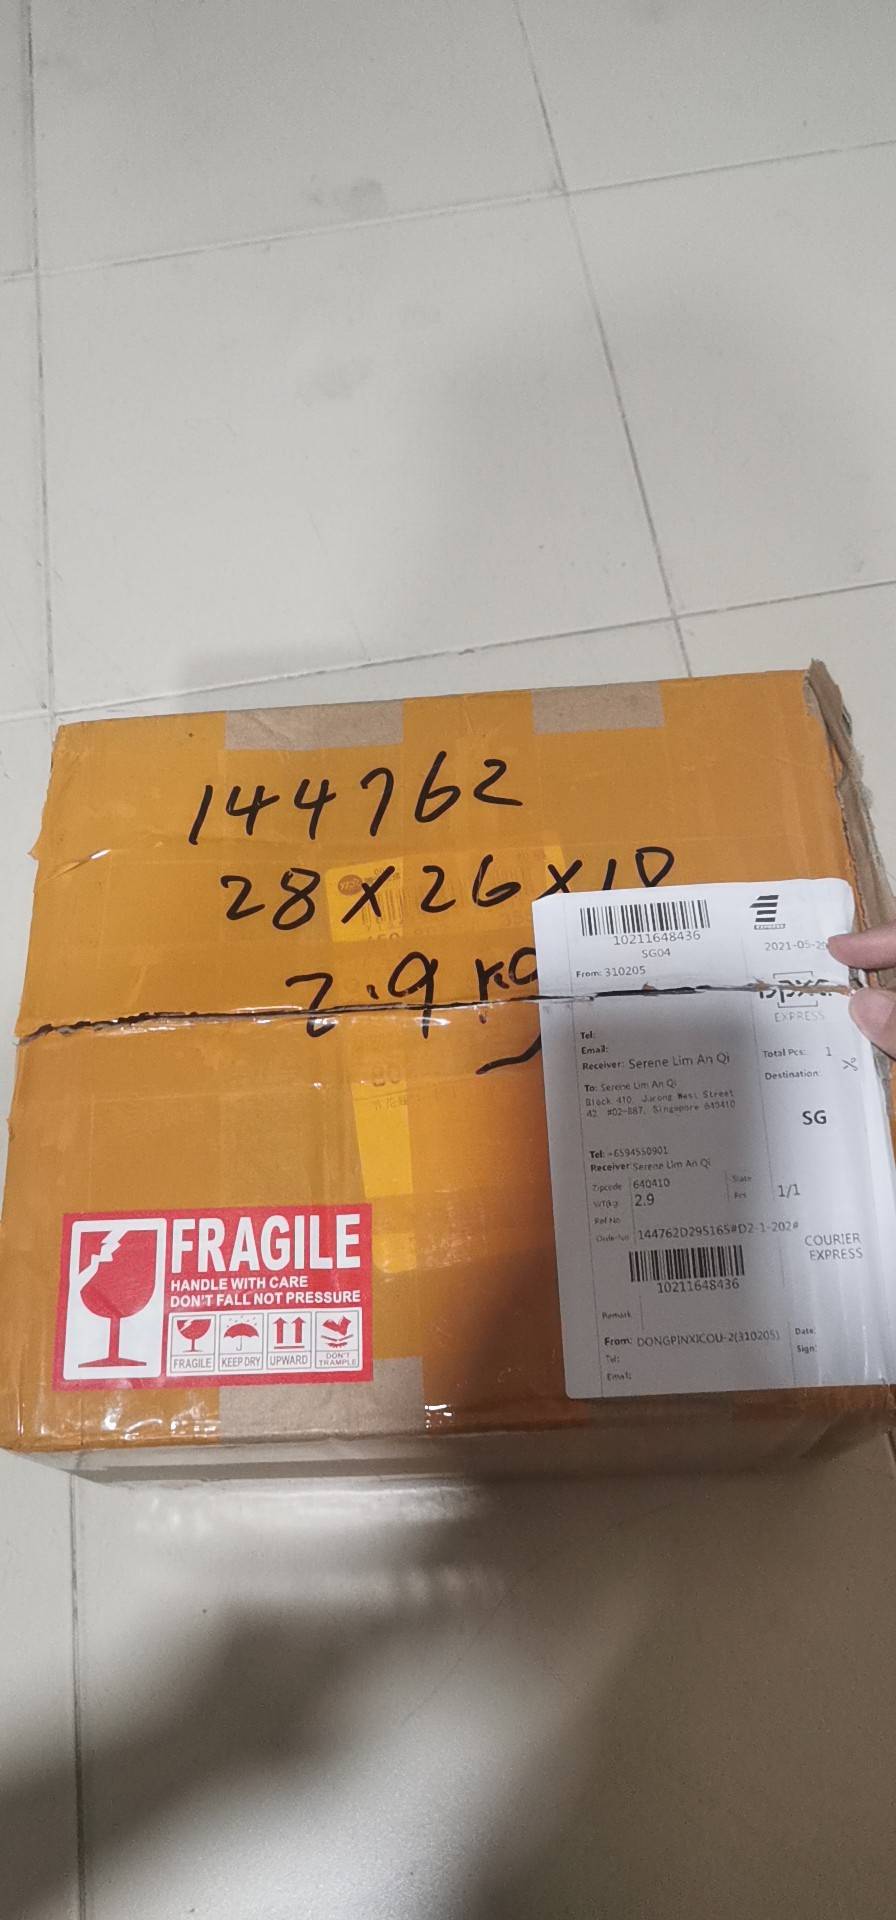 144762
28 X 26 X 18
2.9 kg
10211648436
SG04
2021-05-
From: 310205
EXPRESS
Tel:
Email:
Receiver: Serene Lim An Qi
Total Pcs: 1
To: Serene Lim An Qi
Destination:
Block 410, Jurong West Street
42 #02-887, Singapore 640410
SG
Tel: +6594550901
Receiver Serene Lim An Qi
Zipcode 640410
State
WT(kg) 2.9
Pcs 1/1
Ref No
144762D295165#D2-1-202#
COURIER
EXPRESS
10211648436
Remark
From: DONGPINXICOU-2(310205)
Date:
Tel:
Sign:
Email:
FRAGILE
HANDLE WITH CARE
DON'T FALL NOT PRESSURE
FRAGILE KEEP DRY UPWARD DON'T TRAMPLE